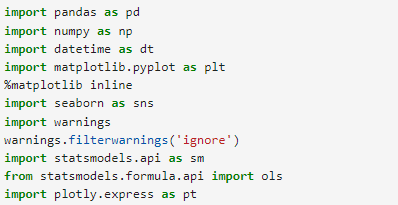 import pandas as pd
import numpy as np
import datetime as dt
import matplotlib.pyplot as plt
%matplotlib inline
import seaborn as sns
import warnings
warnings.filterwarnings('ignore')
import statsmodels.api as sm
from statsmodels.formula.api import ols
import plotly.express as pt